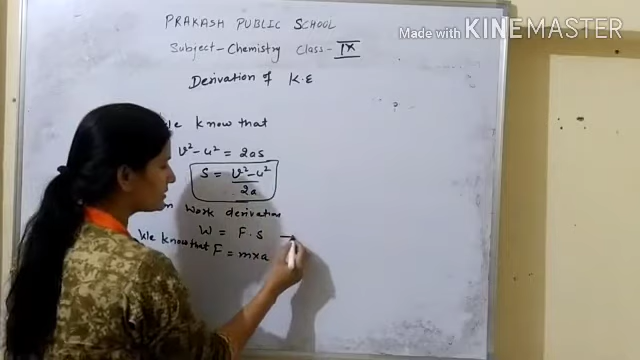 Made with KINEMASTER
PRAKASH PUBLIC SCHOOL
Subject-Chemistry Class-IX
Derivation of K.E
We know that
v²-u² = 2as
S = v²-u² / 2a
work derivation
W = F.S →
We know that F = mxa